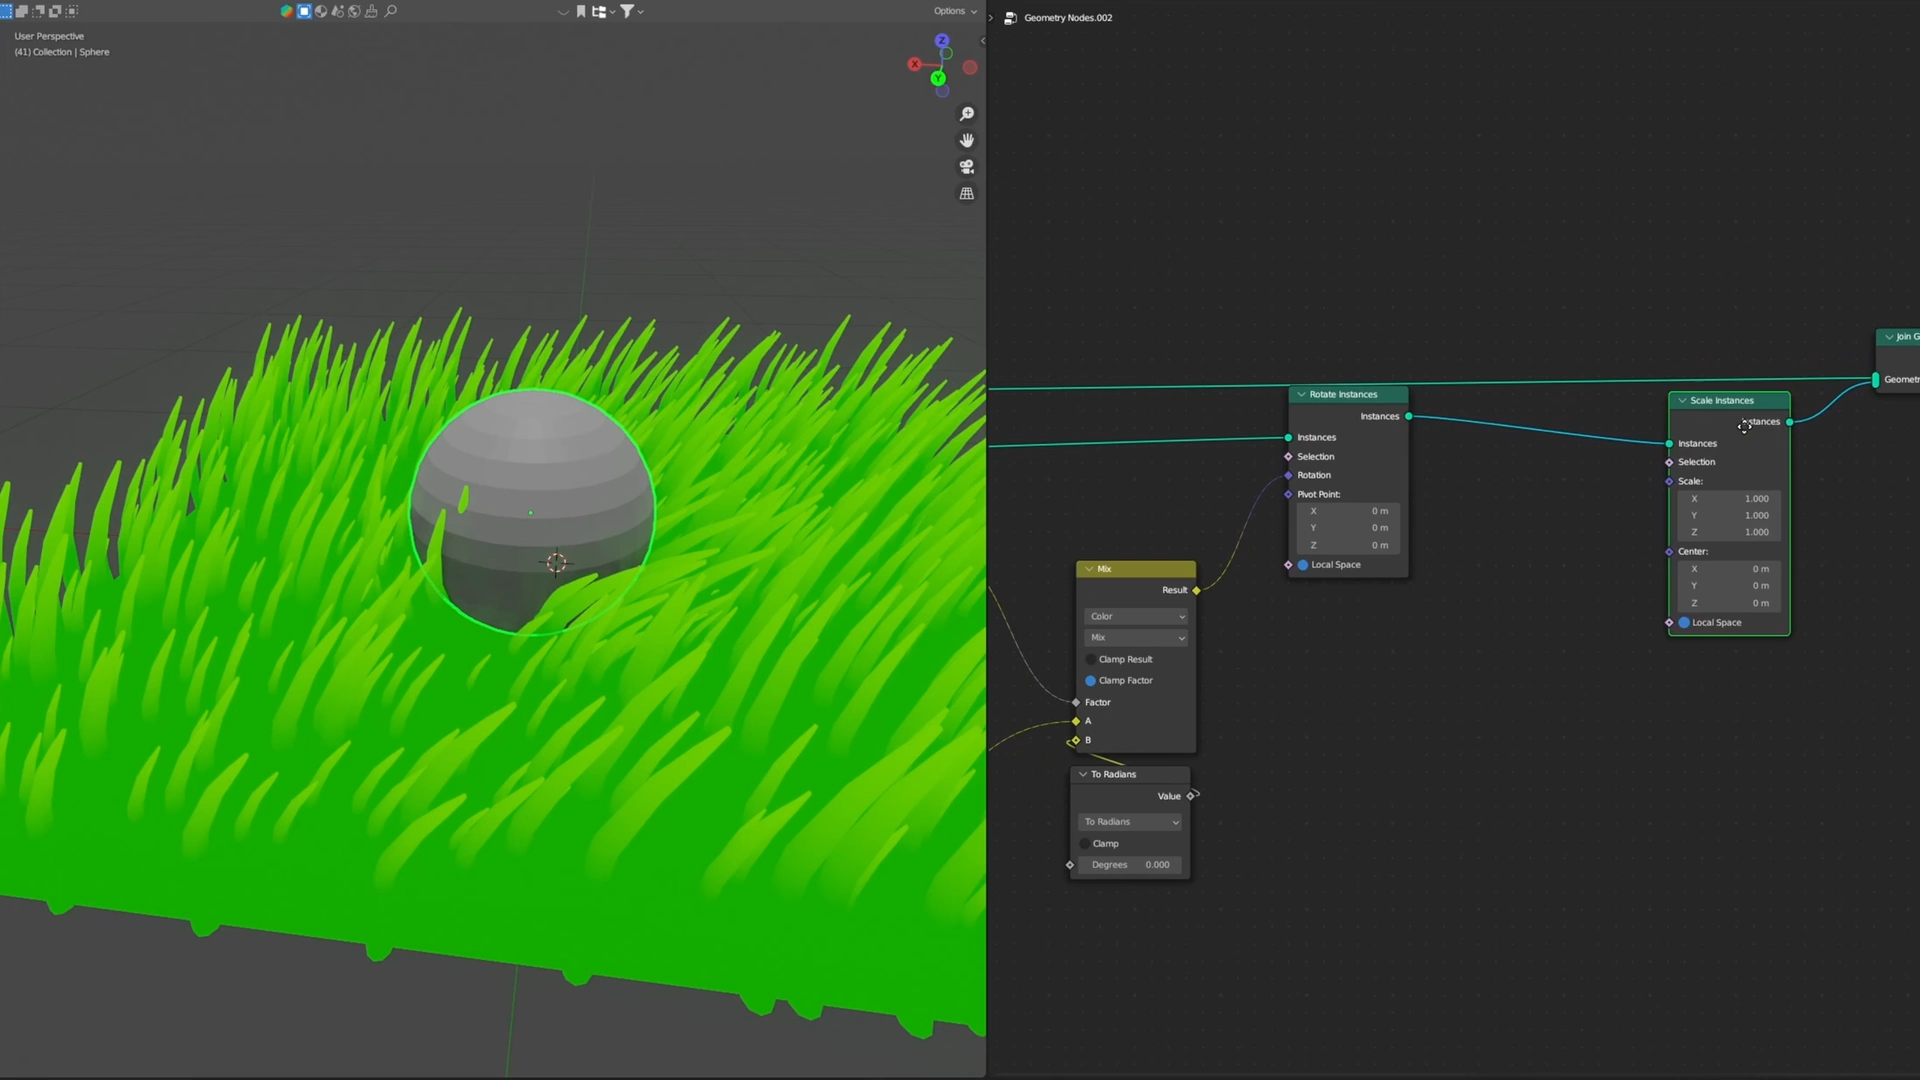 Options
User Perspective
(41) Collection | Sphere
Z
X
Y
Geometry Nodes.002
Join G
Geometr
Rotate Instances
Instances
Instances
Selection
Rotation
Pivot Point:
X 0 m
Y 0 m
Z 0 m
Local Space
Scale Instances
Instances
Selection
Scale:
X 1.000
Y 1.000
Z 1.000
Center:
X 0 m
Y 0 m
Z 0 m
Local Space
Mix
Result
Color
Mix
Clamp Result
Clamp Factor
Factor
A
B
To Radians
Value
To Radians
Clamp
Degrees 0.000